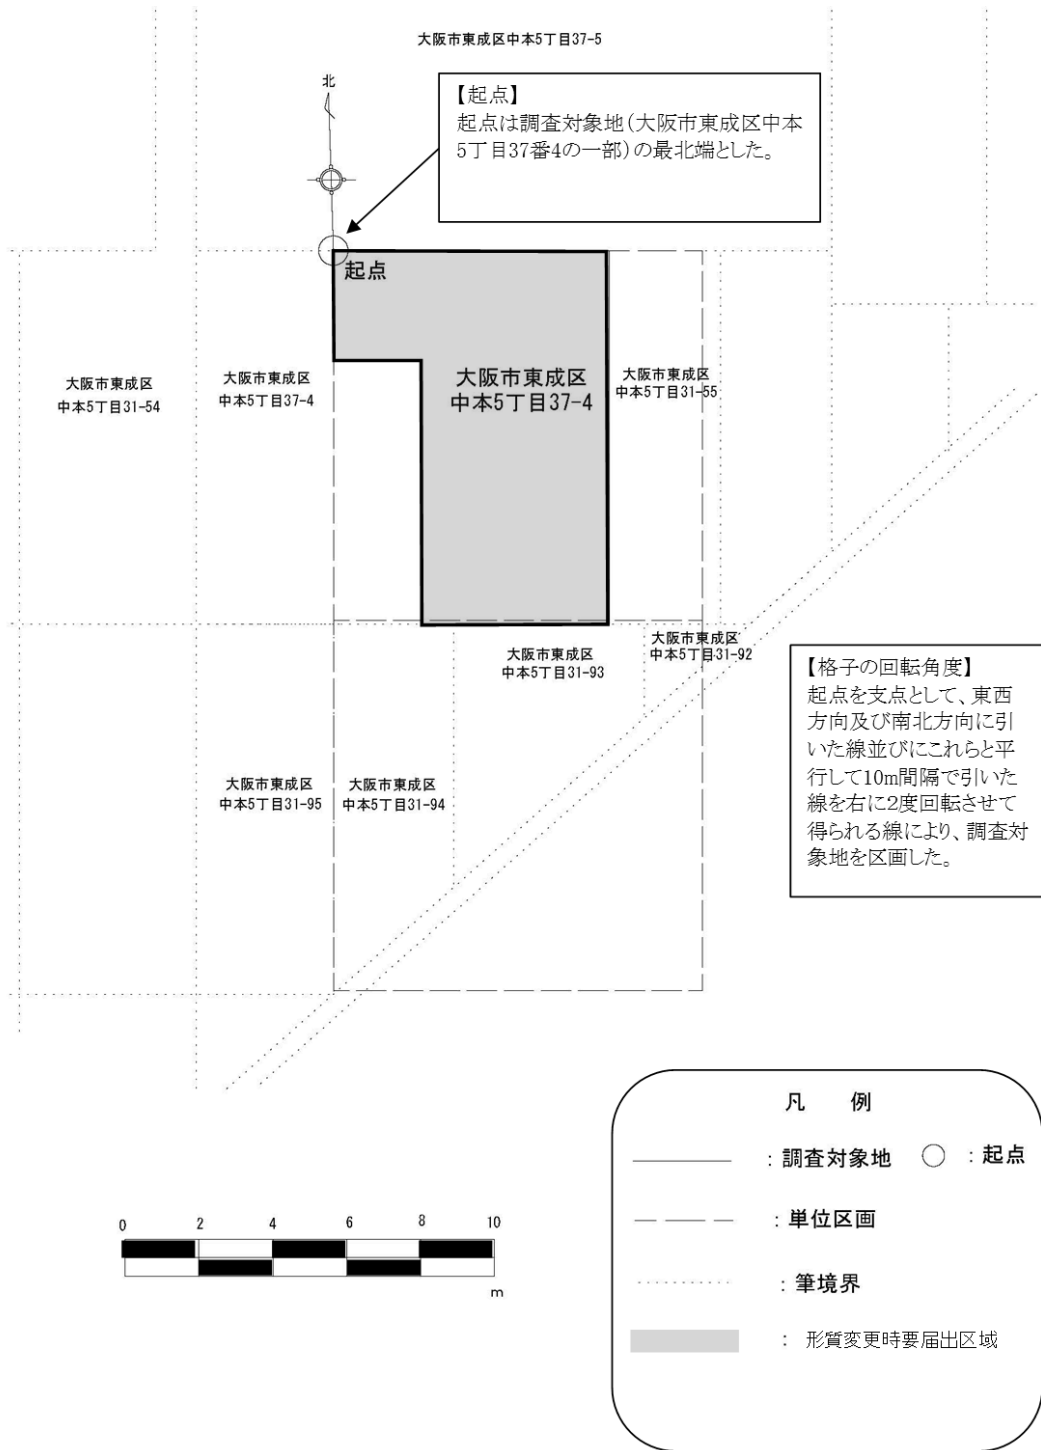 大阪市東成区中本5丁目37-5
北
【起点】
起点は調査対象地(大阪市東成区中本
5丁目37番4の一部)の最北端とした。
起点
大阪市東成区
中本5丁目31-54
大阪市東成区
中本5丁目37-4
大阪市東成区
中本5丁目37-4
大阪市東成区
中本5丁目31-55
大阪市東成区
中本5丁目31-93
大阪市東成区
中本5丁目31-92
【格子の回転角度】
起点を支点として、東西
方向及び南北方向に引
いた線並びにこれらと平
行して10m間隔で引いた
線を右に2度回転させて
得られる線により、調査対
象地を区画した。
大阪市東成区
中本5丁目31-95
大阪市東成区
中本5丁目31-94
凡 例
:調査対象地 :起点
:単位区画
:筆境界
: 形質変更時要届出区域
0 2 4 6 8 10
m